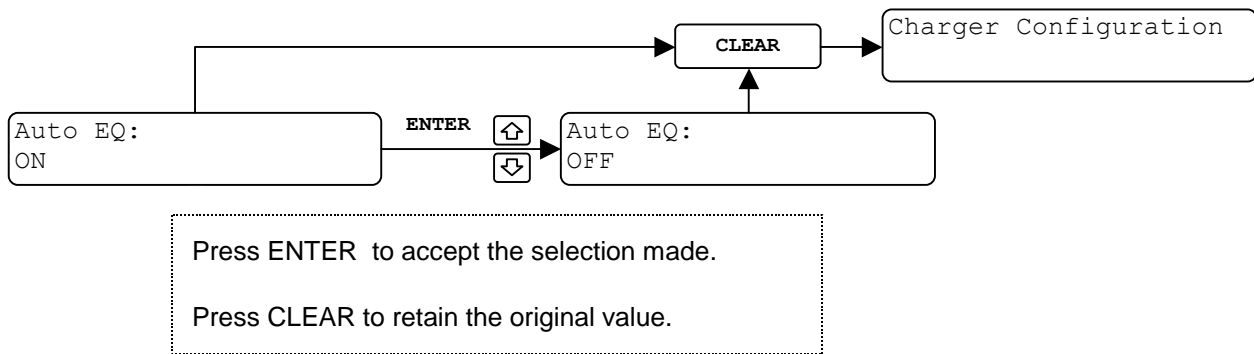 CLEAR
Charger Configuration
Auto EQ:
ON
ENTER
Auto EQ:
OFF
Press ENTER  to accept the selection made.
Press CLEAR to retain the original value.